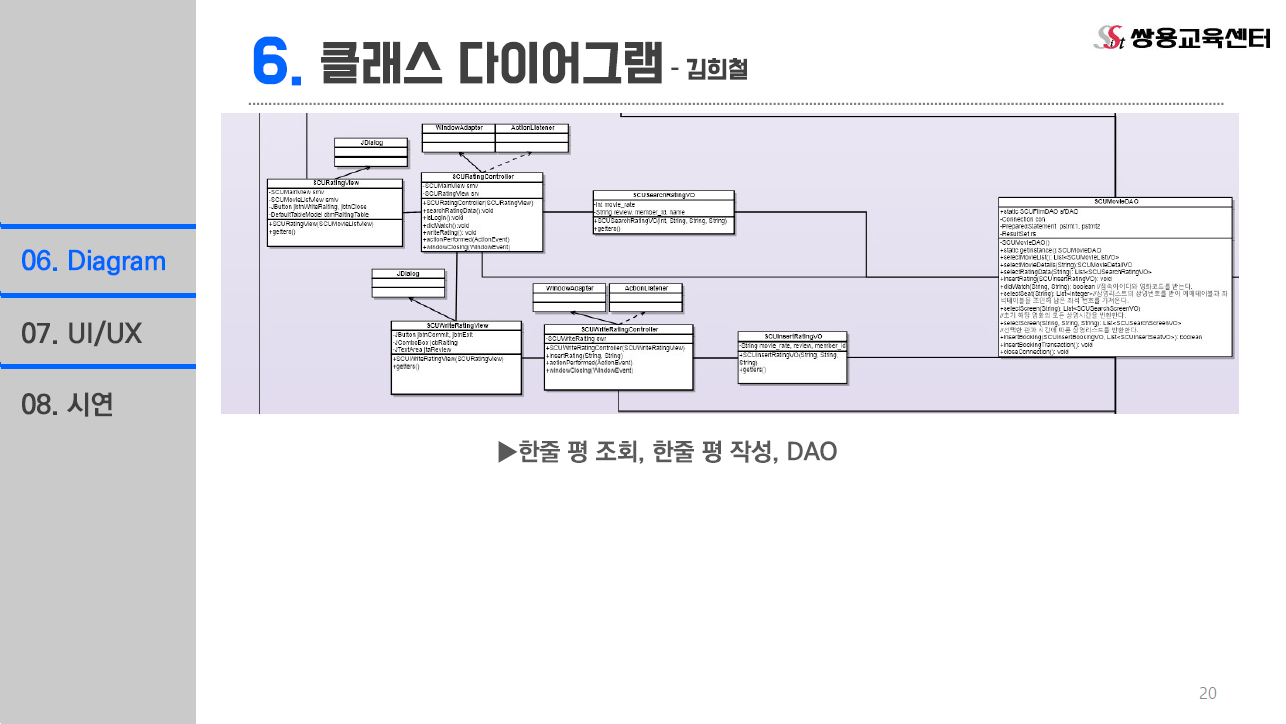 6. 클래스 다이어그램 - 김희철
Sist 쌍용교육센터
06. Diagram
07. UI/UX
08. 시연
WindowAdapter
ActionListener
JDialog
SCURatingView
-SCUMainView smv
-SCUMovieListView smlv
-JButton jbtnWriteRating, jbtnClose
-DefaultTableModel dtmRatingTable
+SCURatingView(SCUMovieListView)
+getters()
SCURatingController
-SCUMainView smv
-SCURatingView srv
+SCURatingController(SCURatingView)
+searchRatingData():void
+isLogin():void
+didWatch():void
+writeRating(): void
+actionPerformed(ActionEvent)
+windowClosing(WindowEvent)
SCUSearchRatingVO
-int movie_rate
-String review, member_id, name
+SCUSearchRatingVO(int, String, String, String)
+getters()
SCUMovieDAO
+static SCUFilmDAO sfDAO
-Connection con
-PreparedStatement pstmt1, pstmt2
-ResultSet rs
-SCUMovieDAO()
+static getInstance():SCUMovieDAO
+selectMovieList(): List<SCUMovieListVO>
+selectMovieDetails(String):SCUMovieDetailVO
+selectRatingData(String): List<SCUSearchRatingVO>
+insertRating(SCUInsertRatingVO): void
+didWatch(String, String): boolean //접속아이디와 영화코드를 받는다.
+selectSeat(String): List<Integer>//상영리스트의 상영번호를 받아 예매테이블과 좌
석테이블을 조인해 남은 좌석 번호를 가져온다.
+selectScreen(String): List<SCUSearchScreenVO>
//초기 해당 영화의 모든 상영시간을 반환한다.
+selectScreen(String, String, String): List<SCUSearchScreenVO>
//선택한 관과 시간에 따른 상영리스트를 반환한다.
+insertBooking(SCUInsertBookingVO, List<SCUInsertSeatVO>): boolean
+insertBookingTransaction(): void
+closeConnection(): void
JDialog
WindowAdapter
ActionListener
SCUWriteRatingView
-JButton jbtnCommit, jbtnExit
-JComboBox jcbRating
-JTextArea jtaReview
+SCUWriteRatingView(SCURatingView)
+getters()
SCUWriteRatingController
-SCUWriteRating swr
+SCUWriteRatingController(SCUWriteRatingView)
+insertRating(String, String)
+actionPerformed(ActionEvent)
+windowClosing(WindowEvent)
SCUInsertRatingVO
-String movie_rate, review, member_id
+SCUInsertRatingVO(String, String,
String)
+getters()
▶한줄 평 조회, 한줄 평 작성, DAO
20